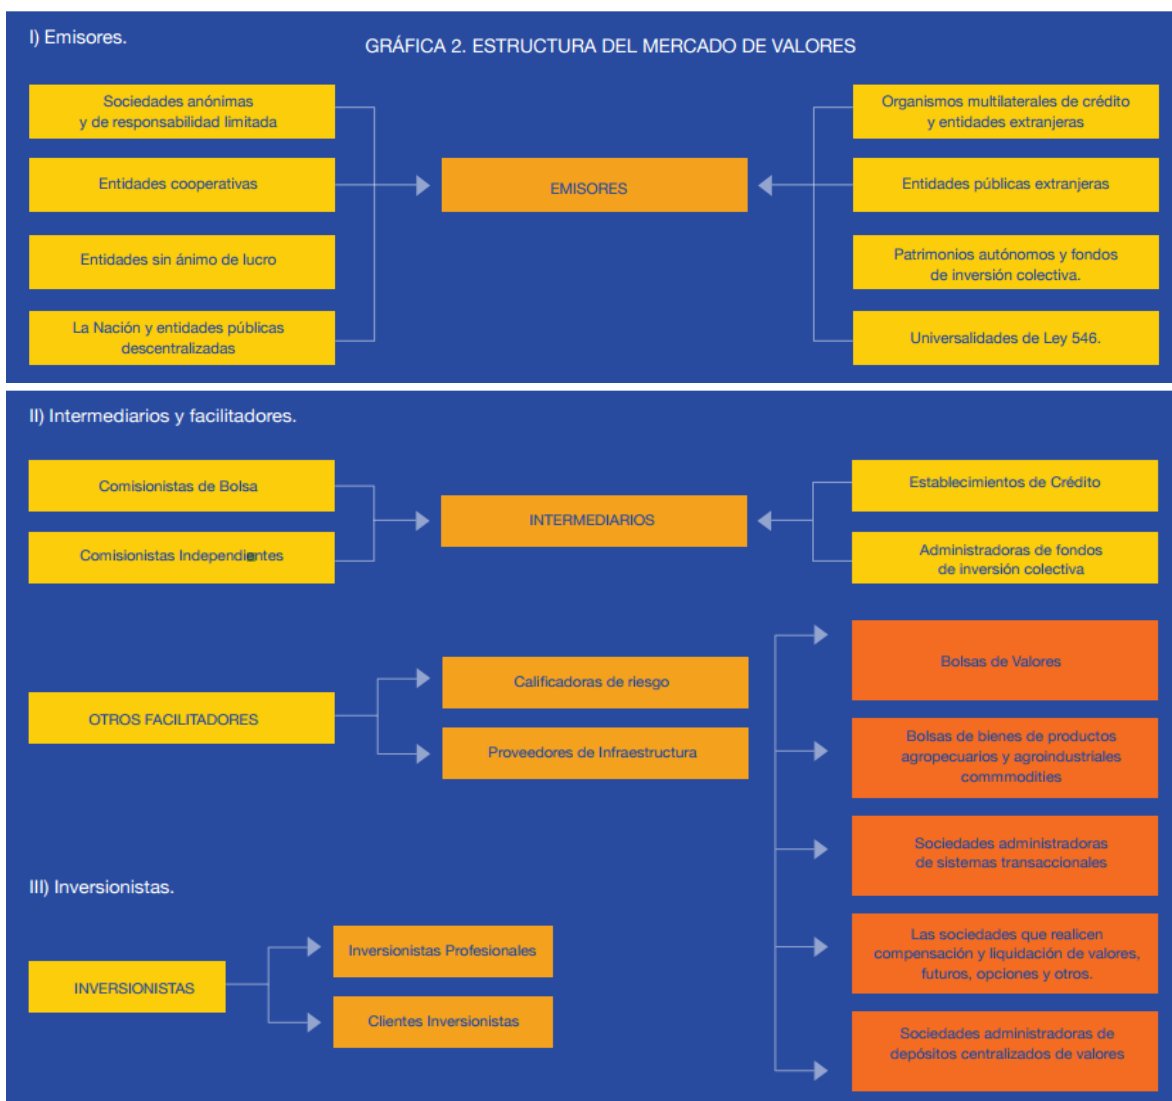 I) Emisores.
GRÁFICA 2. ESTRUCTURA DEL MERCADO DE VALORES
Sociedades anónimas
y de responsabilidad limitada
Entidades cooperativas
Entidades sin ánimo de lucro
La Nación y entidades públicas
descentralizadas
EMISORES
Organismos multilaterales de crédito
y entidades extranjeras
Entidades públicas extranjeras
Patrimonios autónomos y fondos
de inversión colectiva.
Universalidades de Ley 546.
II) Intermediarios y facilitadores.
Comisionistas de Bolsa
Comisionistas Independientes
INTERMEDIARIOS
Establecimientos de Crédito
Administradoras de fondos
de inversión colectiva
OTROS FACILITADORES
Calificadoras de riesgo
Proveedores de Infraestructura
Bolsas de Valores
Bolsas de bienes de productos
agropecuarios y agroindustriales
commmodities
Sociedades administradoras
de sistemas transaccionales
Las sociedades que realicen
compensación y liquidación de valores,
futuros, opciones y otros.
Sociedades administradoras de
depósitos centralizados de valores
III) Inversionistas.
INVERSIONISTAS
Inversionistas Profesionales
Clientes Inversionistas